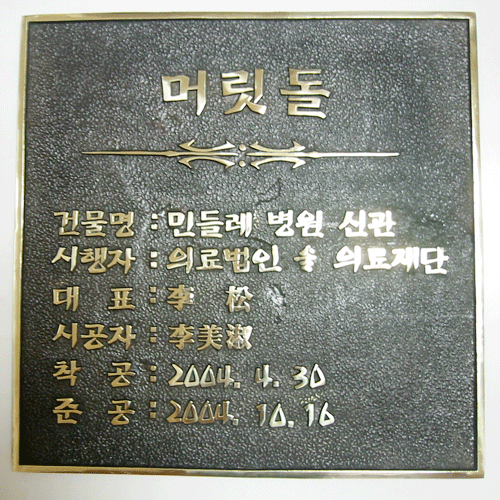 머릿돌
건물명 : 민들레 병원 신관
시행자 : 의료법인 솔 의료재단
대 표 : 李 松
시공자 : 李美淑
착 공 : 2004. 4. 30
준 공 : 2004. 10. 16